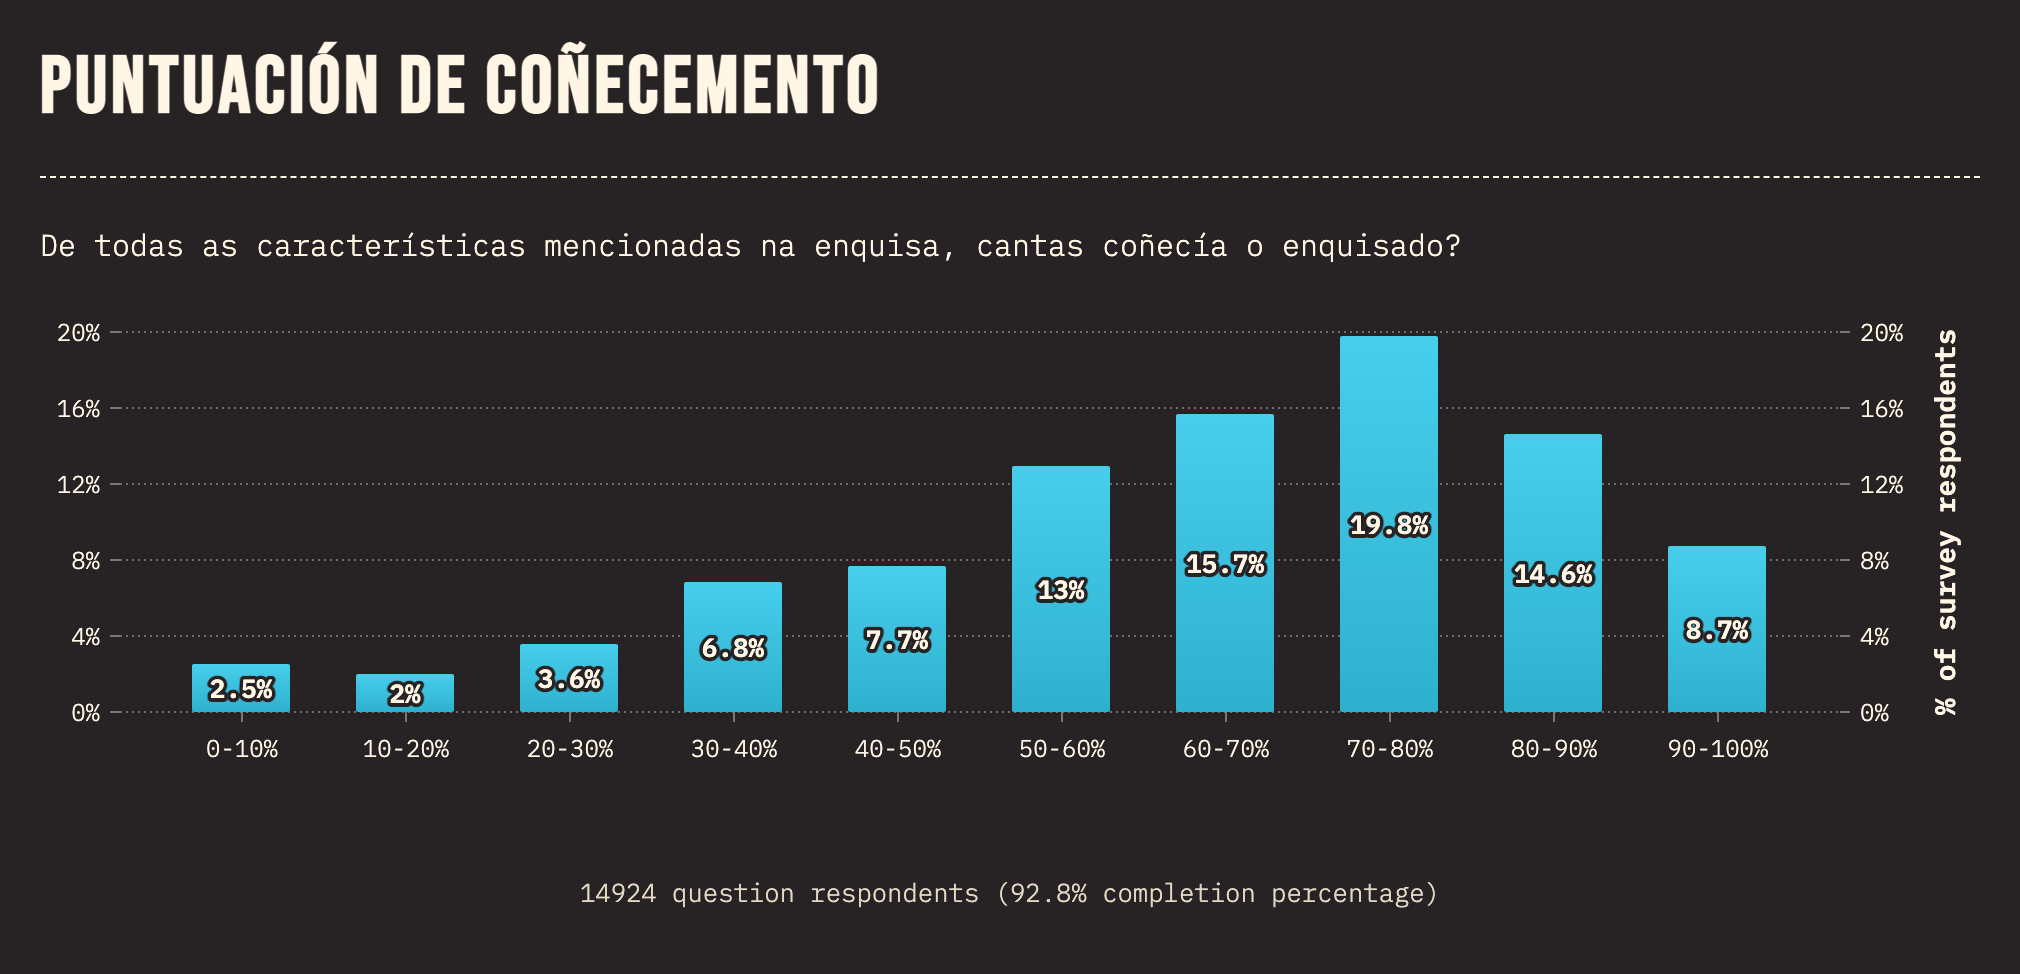 PUNTUACIÓN DE COÑECEMENTO
De todas as características mencionadas na enquisa, cantas coñecía o enquisado?
20% 20%
16% 16%
12% 12%
8% 8%
4% 4%
0% 0%
2.5% 2% 3.6% 6.8% 7.7% 13% 15.7% 19.8% 14.6% 8.7%
0-10% 10-20% 20-30% 30-40% 40-50% 50-60% 60-70% 70-80% 80-90% 90-100%
% of survey respondents
14924 question respondents (92.8% completion percentage)